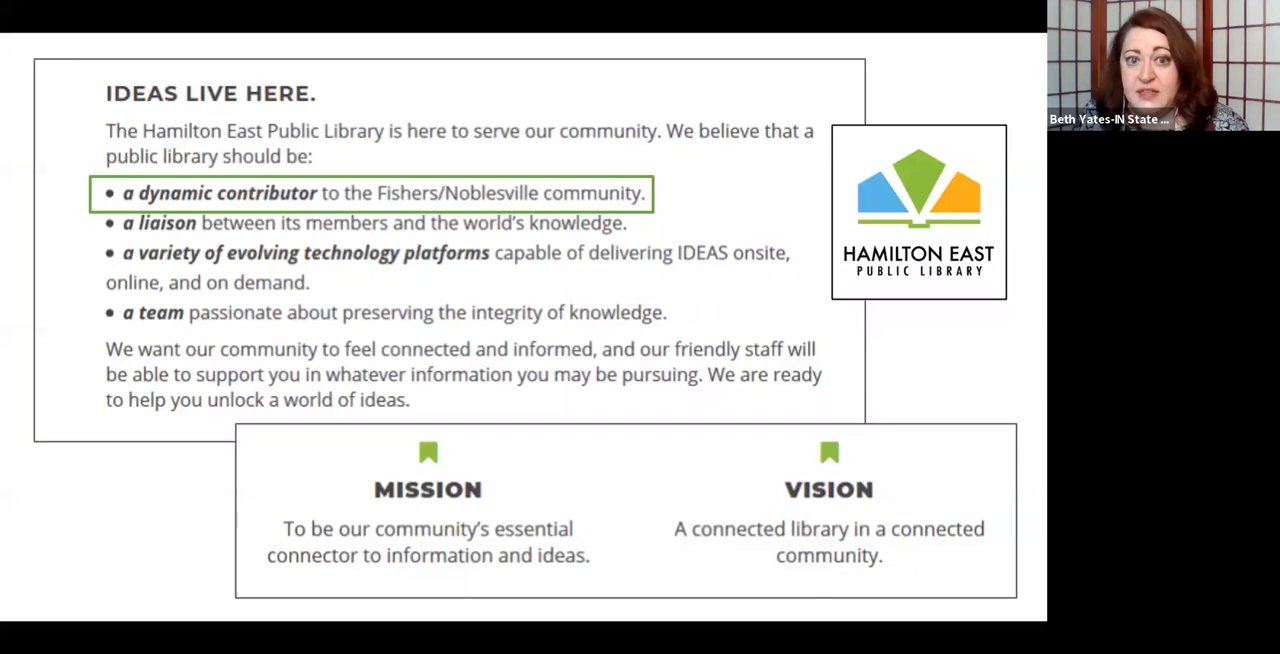 IDEAS LIVE HERE.
The Hamilton East Public Library is here to serve our community. We believe that a
public library should be:
• a dynamic contributor to the Fishers/Noblesville community.
• a liaison between its members and the world's knowledge.
• a variety of evolving technology platforms capable of delivering IDEAS onsite,
online, and on demand.
• a team passionate about preserving the integrity of knowledge.
We want our community to feel connected and informed, and our friendly staff will
be able to support you in whatever information you may be pursuing. We are ready
to help you unlock a world of ideas.
HAMILTON EAST
PUBLIC LIBRARY
MISSION
To be our community's essential
connector to information and ideas.
VISION
A connected library in a connected
community.
Beth Yates-IN State ...